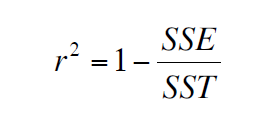 r² = 1 − SSE/SST